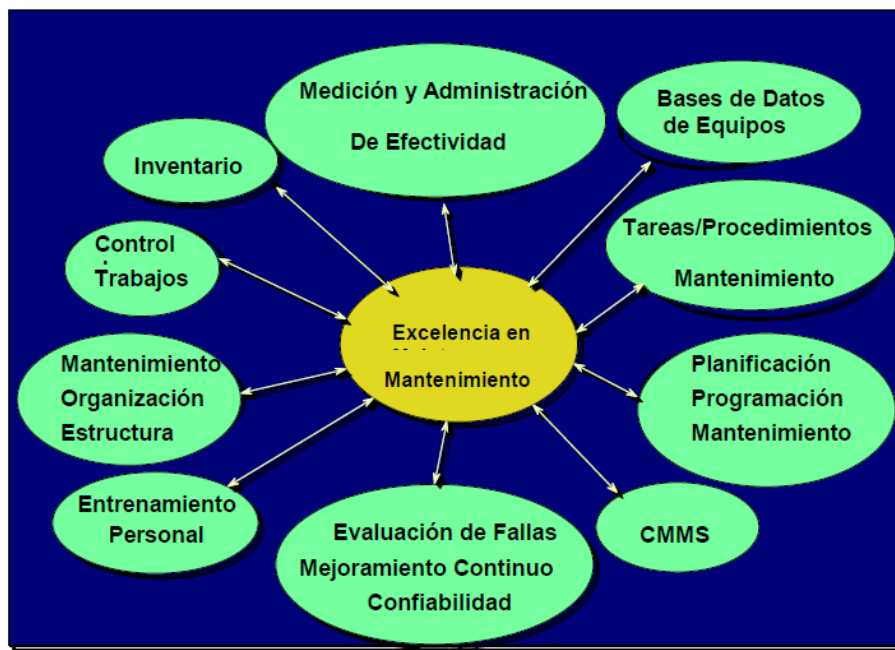 Medición y Administración
De Efectividad
Bases de Datos
de Equipos
Inventario
Tareas/Procedimientos
Mantenimiento
Control
Trabajos
Excelencia en
Mantenimiento
Mantenimiento
Organización
Estructura
Planificación
Programación
Mantenimiento
Entrenamiento
Personal
Evaluación de Fallas
Mejoramiento Continuo
Confiabilidad
CMMS